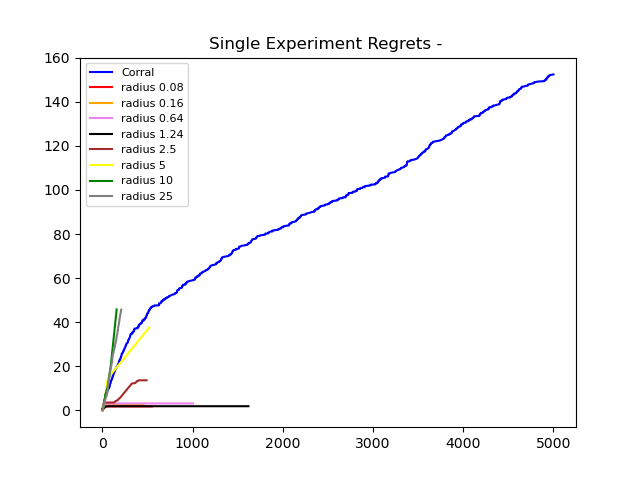 Single Experiment Regrets -
160
140
120
100
80
60
40
20
0
Corral
radius 0.08
radius 0.16
radius 0.64
radius 1.24
radius 2.5
radius 5
radius 10
radius 25
0 1000 2000 3000 4000 5000